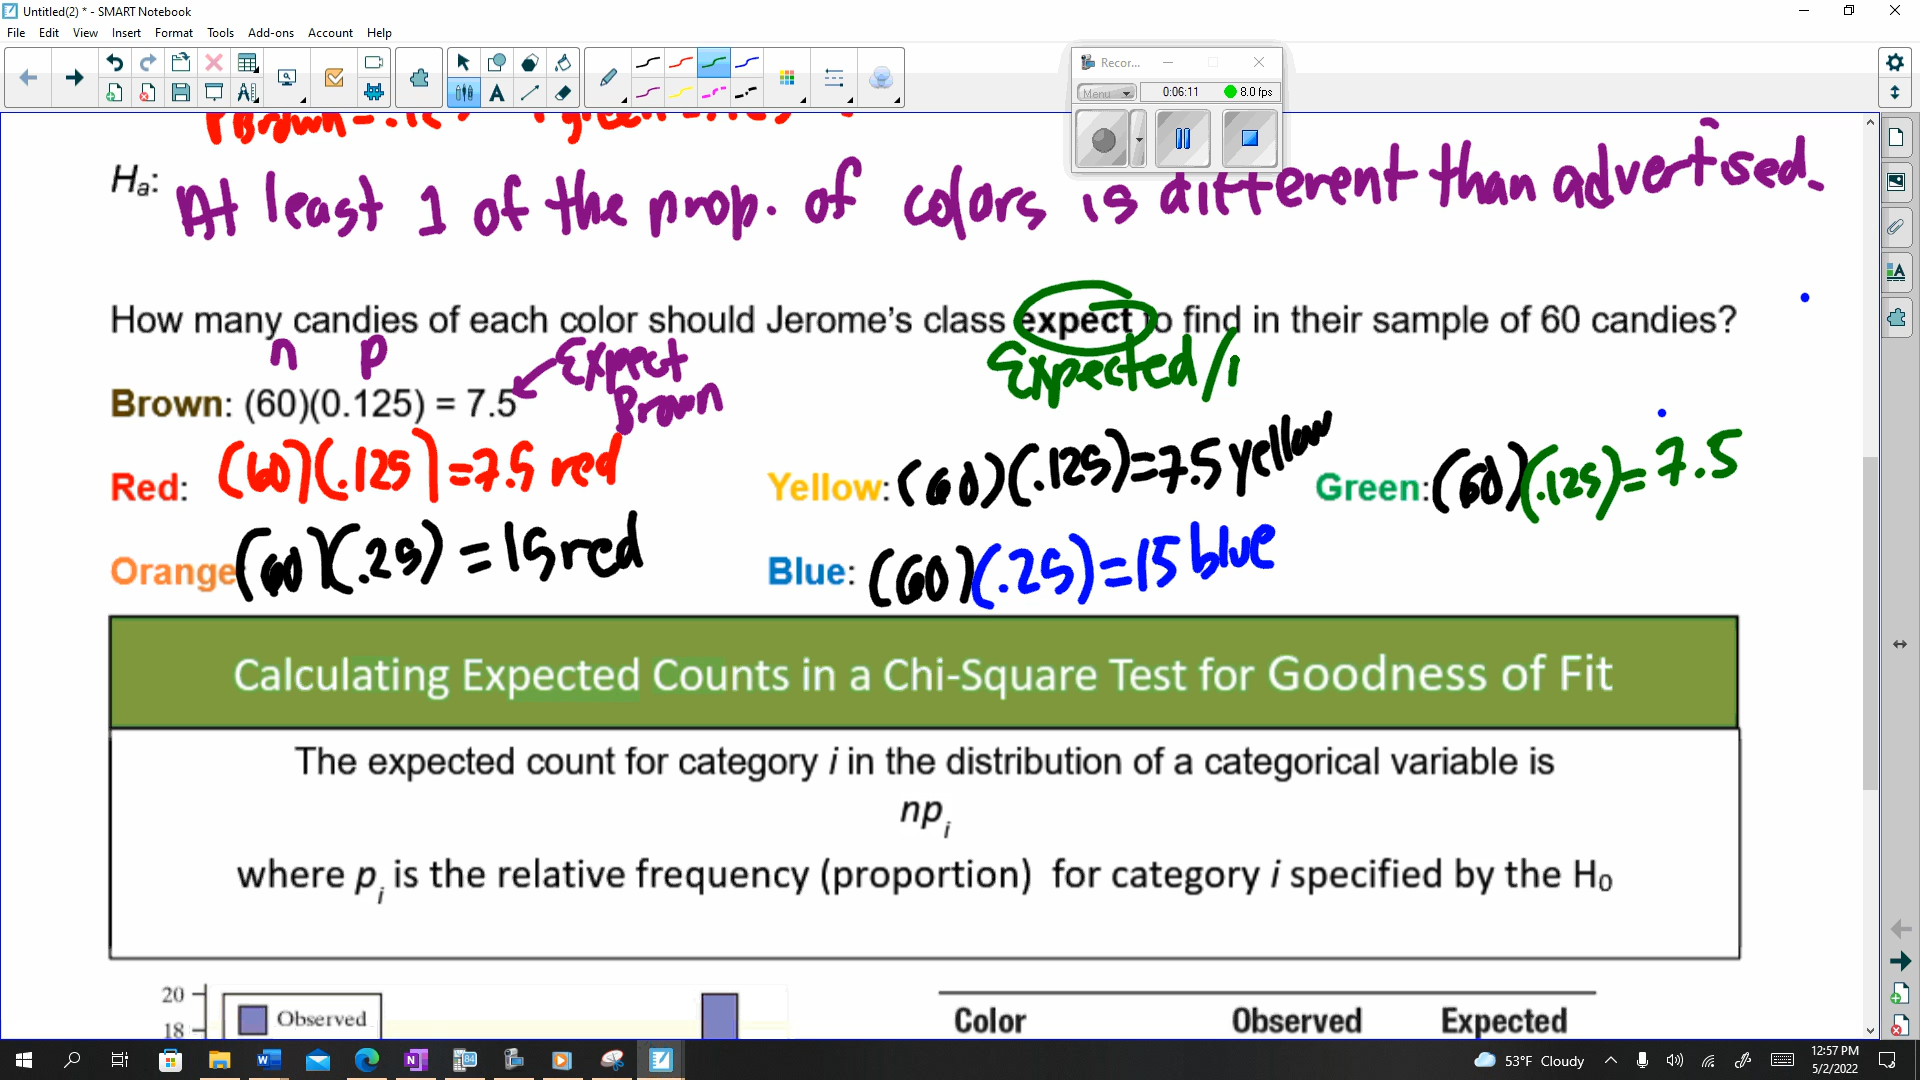 Untitled(2) * - SMART Notebook
File Edit View Insert Format Tools Add-ons Account Help
Recor...
Menu 0:06:11 8.0 fps
Ha: At least 1 of the prop. of colors is different than advertised.
How many candies of each color should Jerome's class expect to find in their sample of 60 candies?
n p Expect Brown
Expected/
Brown: (60)(0.125) = 7.5
Red: (60)(.125)=7.5 red Yellow: (60)(.125)=7.5 yellow Green: (60)(.125)=7.5
Orange (60)(.25)=15 red Blue: (60)(.25)=15 blue
Calculating Expected Counts in a Chi-Square Test for Goodness of Fit
The expected count for category i in the distribution of a categorical variable is
npi
where pi is the relative frequency (proportion) for category i specified by the H0
20
Observed
18
Color Observed Expected
53°F Cloudy
12:57 PM
5/2/2022